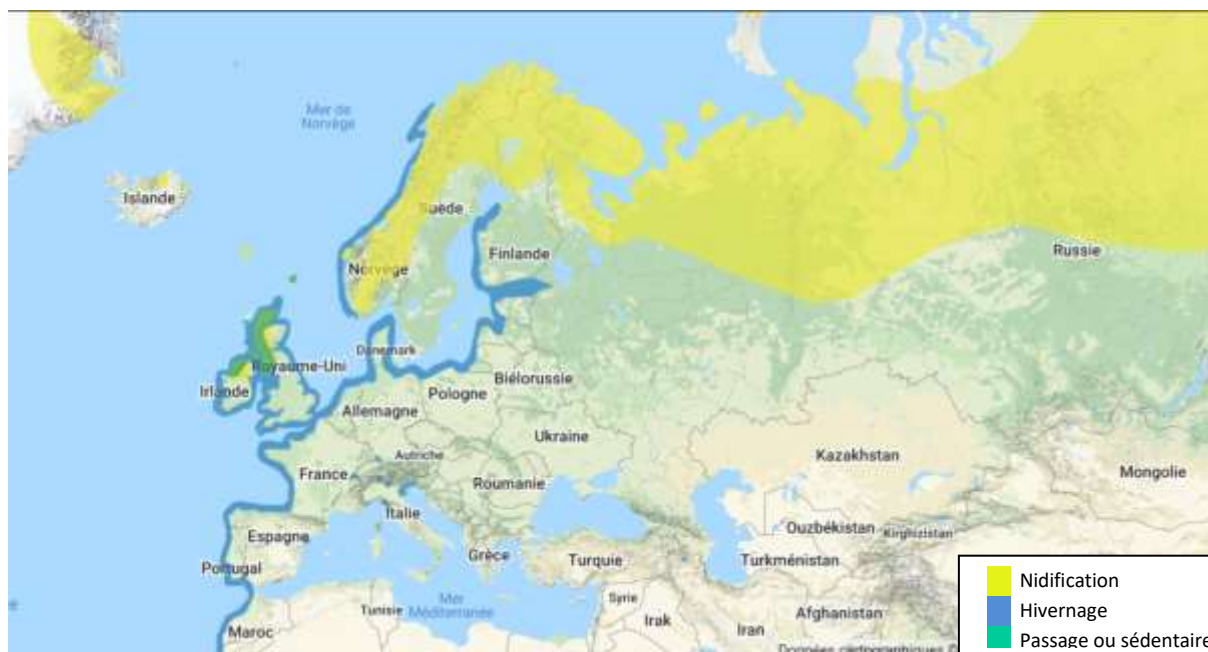 Mer de
Norvège
Islande
Suède
Finlande
Norvège
Russie
Danemark
Royaume-Uni
Irlande
Biélorussie
Pologne
Allemagne
Ukraine
Autriche
Kazakhstan
France
Mongolie
Roumanie
Italie
Ouzbékistan
Kirghizistan
Espagne
Grèce
Turquie
Turkménistan
Portugal
Syrie
Tunisie
Mer
Méditerranée
Irak
Iran
Afghanistan
Maroc
Données cartographiques ©
Nidification
Hivernage
Passage ou sédentaire